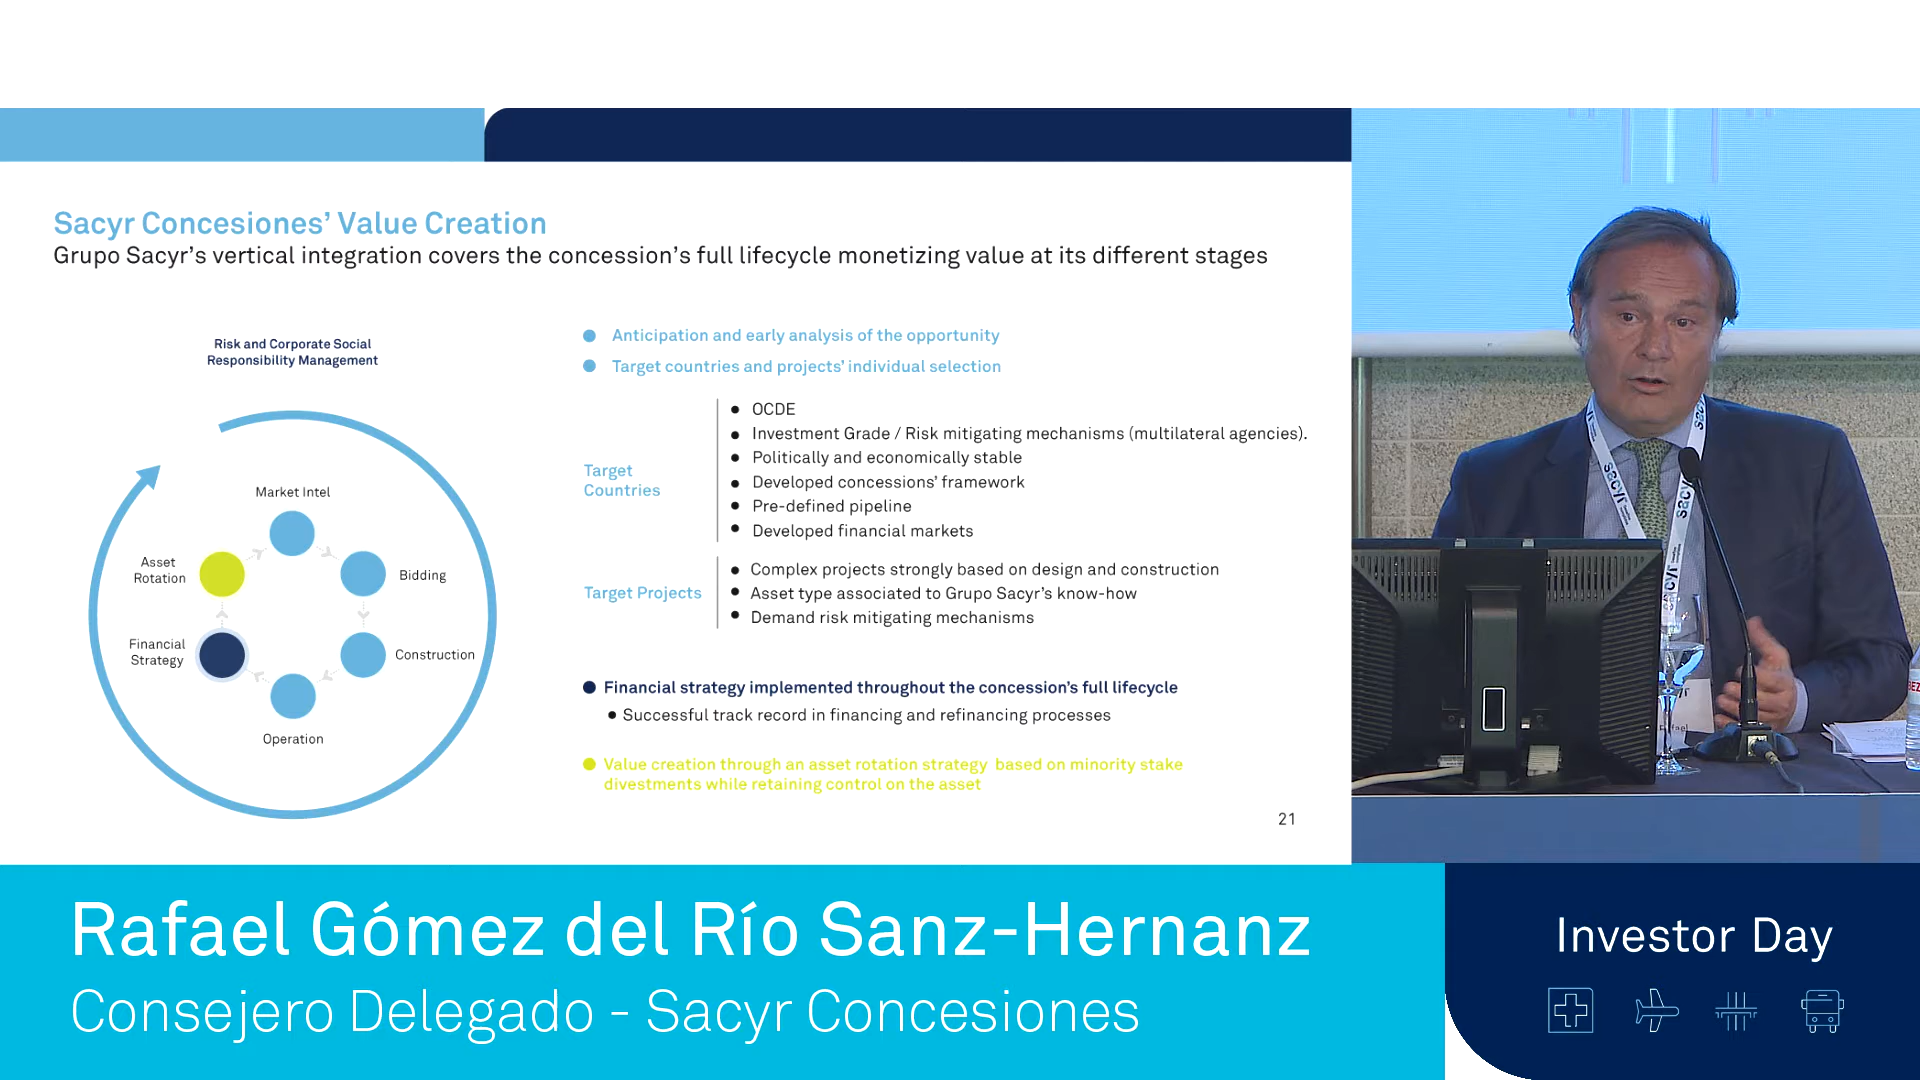 Sacyr Concesiones’ Value Creation
Grupo Sacyr’s vertical integration covers the concession’s full lifecycle monetizing value at its different stages
Risk and Corporate Social
Responsibility Management
Market Intel
Asset
Rotation
Bidding
Financial
Strategy
Construction
Operation
Anticipation and early analysis of the opportunity
Target countries and projects’ individual selection
Target
Countries
OCDE
Investment Grade / Risk mitigating mechanisms (multilateral agencies).
Politically and economically stable
Developed concessions’ framework
Pre-defined pipeline
Developed financial markets
Target Projects
Complex projects strongly based on design and construction
Asset type associated to Grupo Sacyr’s know-how
Demand risk mitigating mechanisms
Financial strategy implemented throughout the concession’s full lifecycle
Successful track record in financing and refinancing processes
Value creation through an asset rotation strategy based on minority stake
divestments while retaining control on the asset
21
sacyr
sacyr
Rafael Gómez del Río Sanz-Hernanz
Consejero Delegado - Sacyr Concesiones
Investor Day